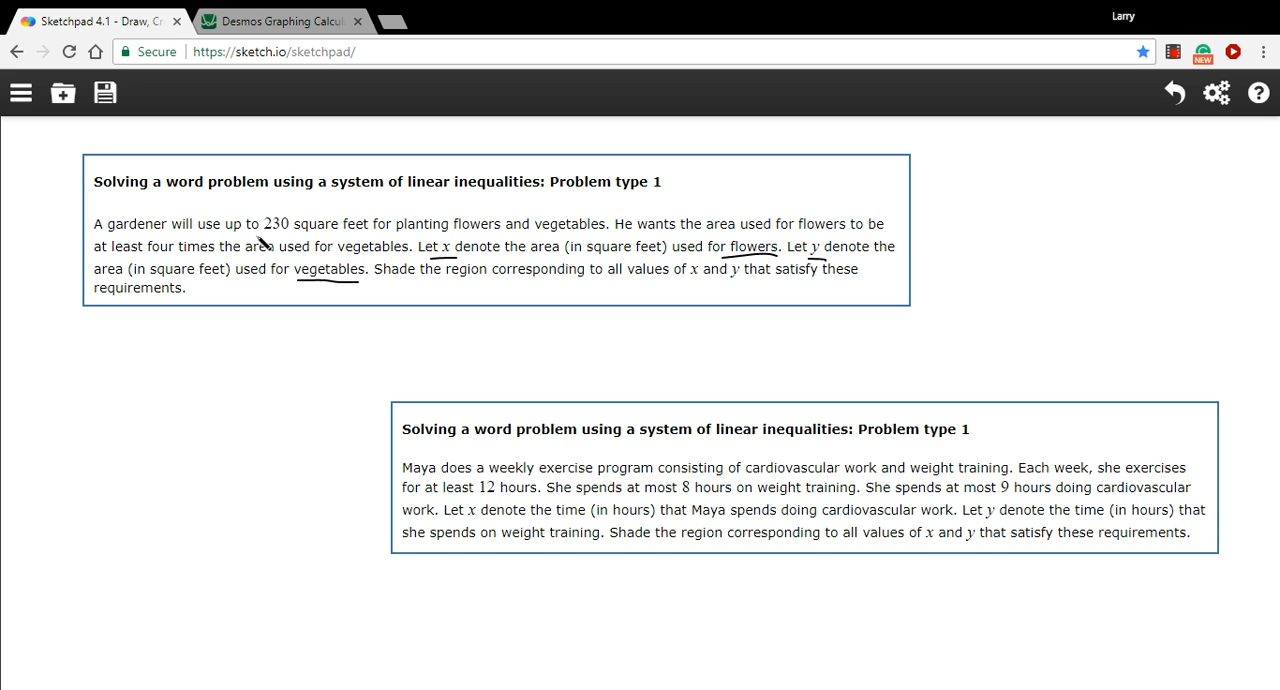 Larry
Sketchpad 4.1 - Draw, Cr
Desmos Graphing Calcul
Secure
https://sketch.io/sketchpad/
NEW
Solving a word problem using a system of linear inequalities: Problem type 1
A gardener will use up to 230 square feet for planting flowers and vegetables. He wants the area used for flowers to be
at least four times the area used for vegetables. Let x denote the area (in square feet) used for flowers. Let y denote the
area (in square feet) used for vegetables. Shade the region corresponding to all values of x and y that satisfy these
requirements.
Solving a word problem using a system of linear inequalities: Problem type 1
Maya does a weekly exercise program consisting of cardiovascular work and weight training. Each week, she exercises
for at least 12 hours. She spends at most 8 hours on weight training. She spends at most 9 hours doing cardiovascular
work. Let x denote the time (in hours) that Maya spends doing cardiovascular work. Let y denote the time (in hours) that
she spends on weight training. Shade the region corresponding to all values of x and y that satisfy these requirements.